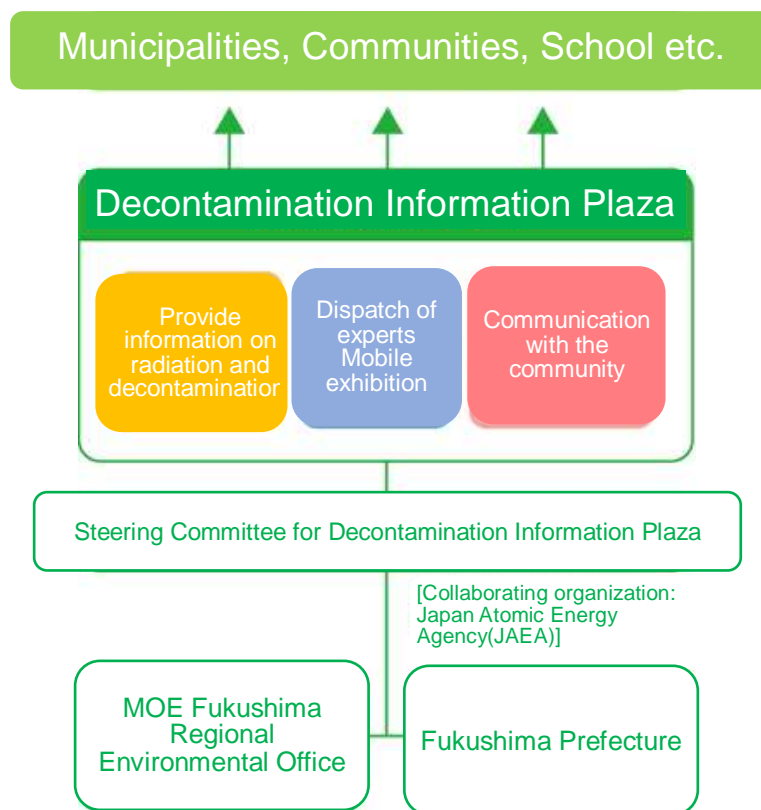 Municipalities, Communities, School etc.
Decontamination Information Plaza
Provide
information on
radiation and
decontamination
Dispatch of
experts
Mobile
exhibition
Communication
with the
community
Steering Committee for Decontamination Information Plaza
[Collaborating organization:
Japan Atomic Energy
Agency(JAEA)]
MOE Fukushima
Regional
Environmental Office
Fukushima Prefecture